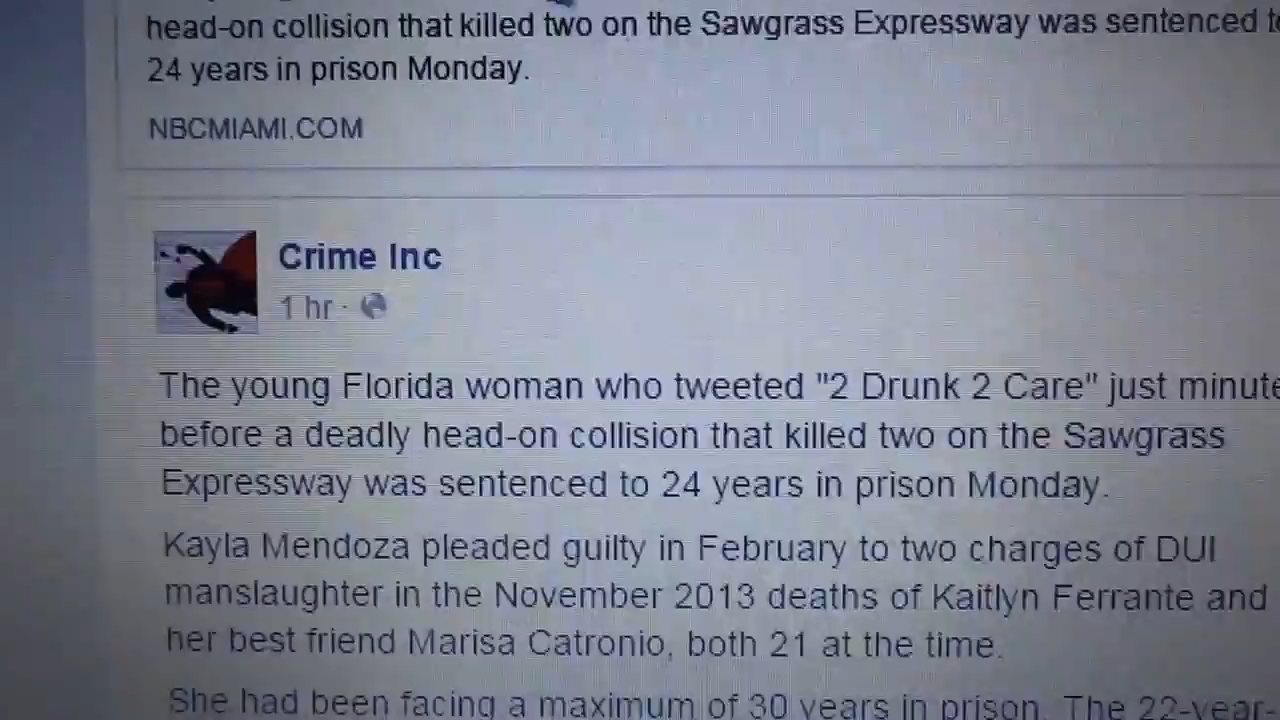 head-on collision that killed two on the Sawgrass Expressway was sentenced
24 years in prison Monday.
NBCMIAMI.COM
Crime Inc
1 hr ·
The young Florida woman who tweeted "2 Drunk 2 Care" just minute
before a deadly head-on collision that killed two on the Sawgrass
Expressway was sentenced to 24 years in prison Monday.
Kayla Mendoza pleaded guilty in February to two charges of DUI
manslaughter in the November 2013 deaths of Kaitlyn Ferrante and
her best friend Marisa Catronio, both 21 at the time.
She had been facing a maximum of 30 years in prison. The 22-year-